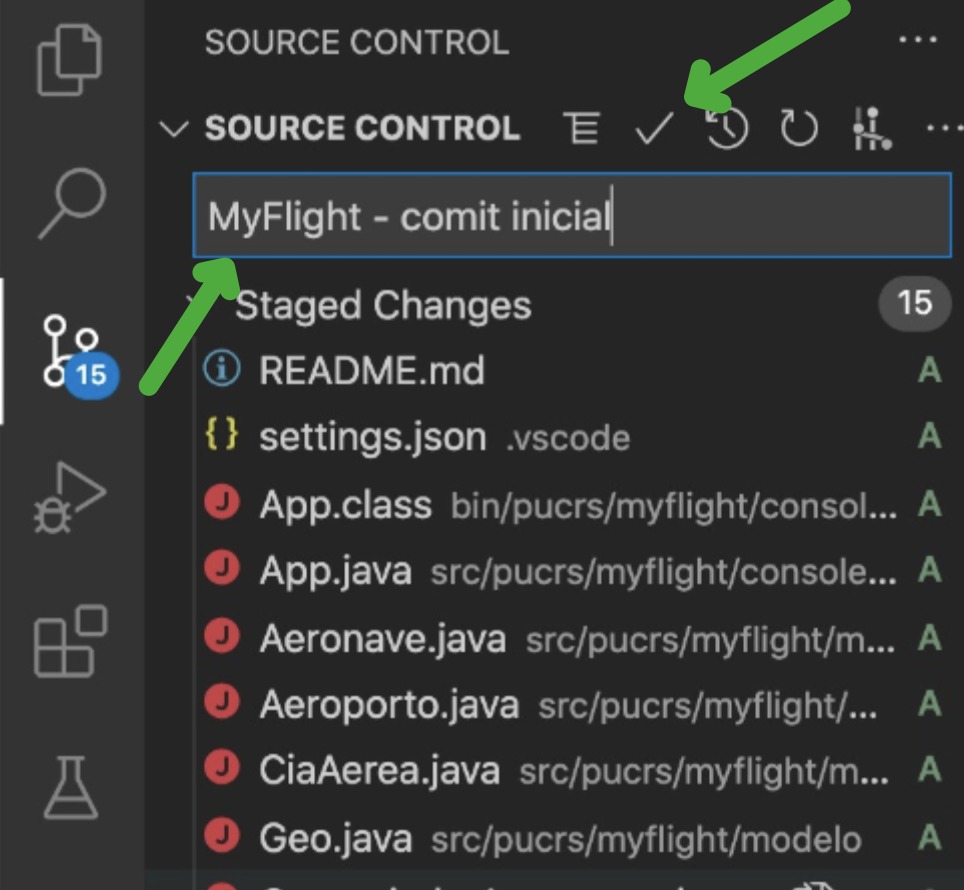 SOURCE CONTROL
SOURCE CONTROL
MyFlight - comit inicial
Staged Changes 15
15
README.md A
settings.json .vscode A
App.class bin/pucrs/myflight/consol... A
App.java src/pucrs/myflight/console... A
Aeronave.java src/pucrs/myflight/m... A
Aeroporto.java src/pucrs/myflight/... A
CiaAerea.java src/pucrs/myflight/m... A
Geo.java src/pucrs/myflight/modelo A